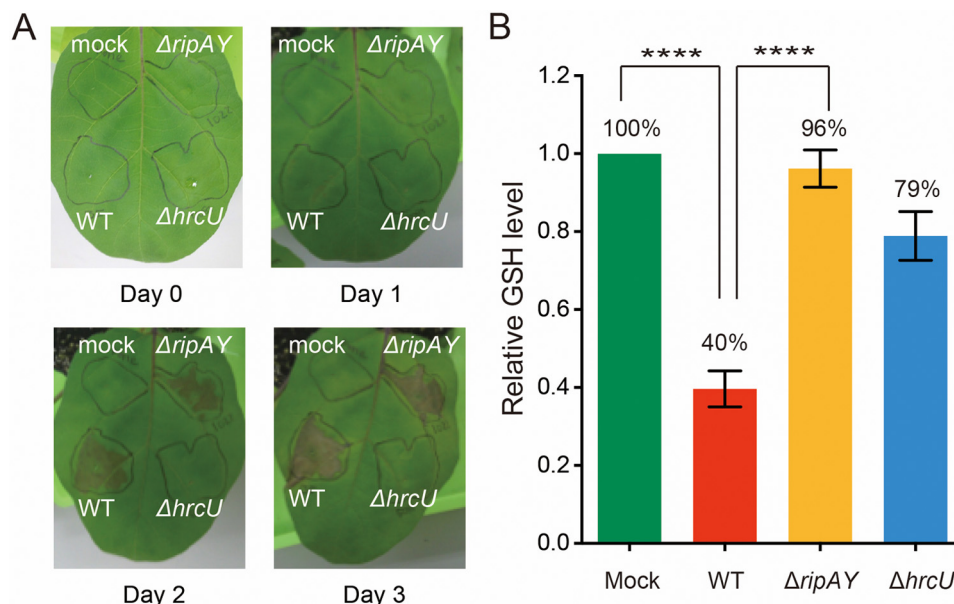 A
mock ΔripAY
WT ΔhrcU
Day 0
mock ΔripAY
WT ΔhrcU
Day 1
mock ΔripAY
WT ΔhrcU
Day 2
mock ΔripAY
WT ΔhrcU
Day 3
B
Relative GSH level
1.2
1.0
0.8
0.6
0.4
0.2
0.0
**** ****
100%
40%
96%
79%
Mock WT ΔripAY ΔhrcU